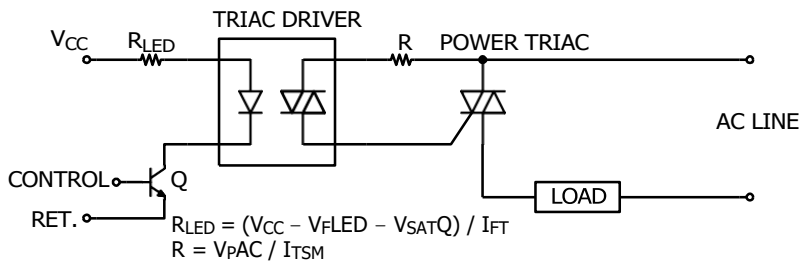 TRIAC DRIVER
VCC
RLED
R
POWER TRIAC
AC LINE
CONTROL
Q
LOAD
RET.
RLED = (VCC – VFLED – VSATQ) / IFT
R = VPAC / ITSM